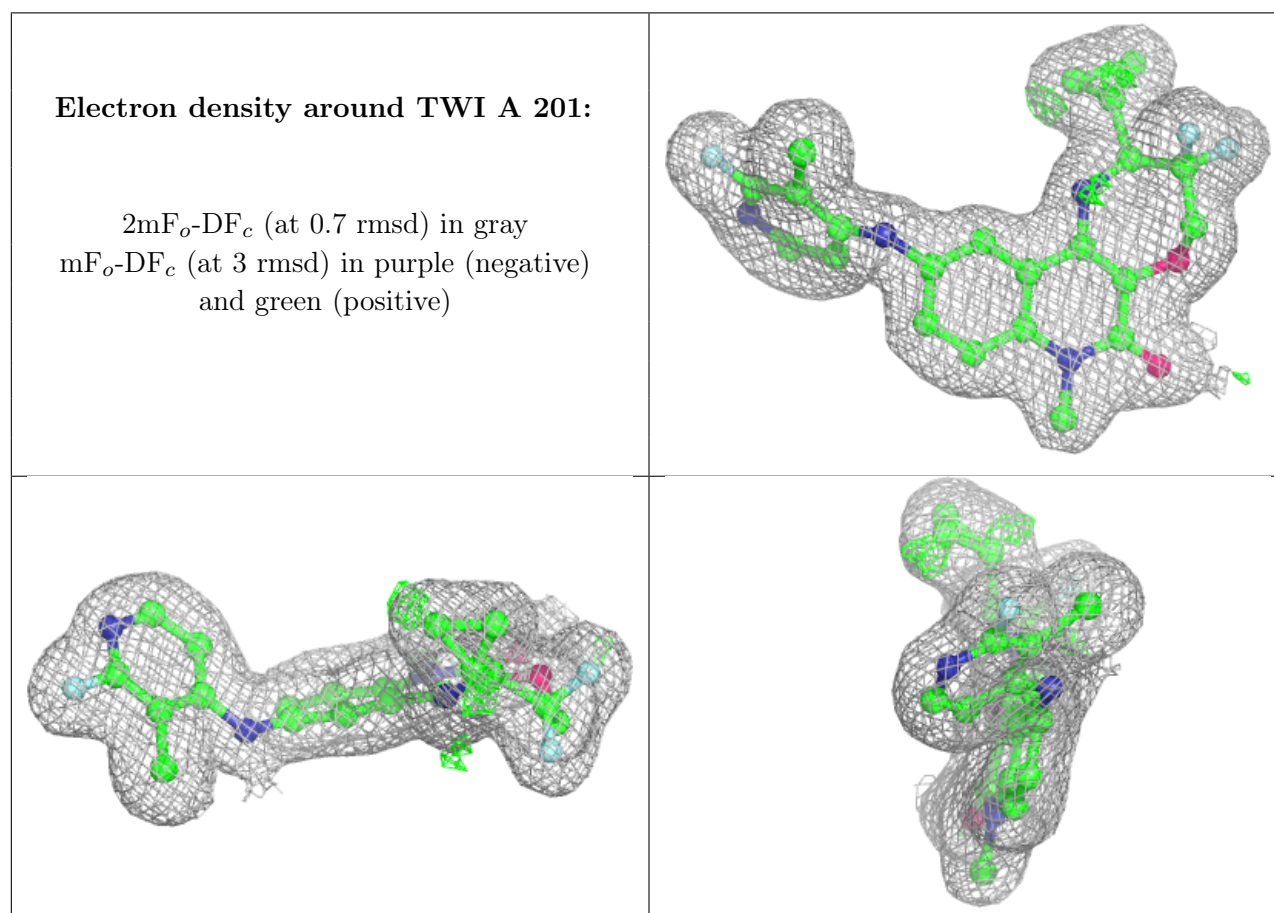 Electron density around TWI A 201:
2mFo-DFc (at 0.7 rmsd) in gray
mFo-DFc (at 3 rmsd) in purple (negative)
and green (positive)